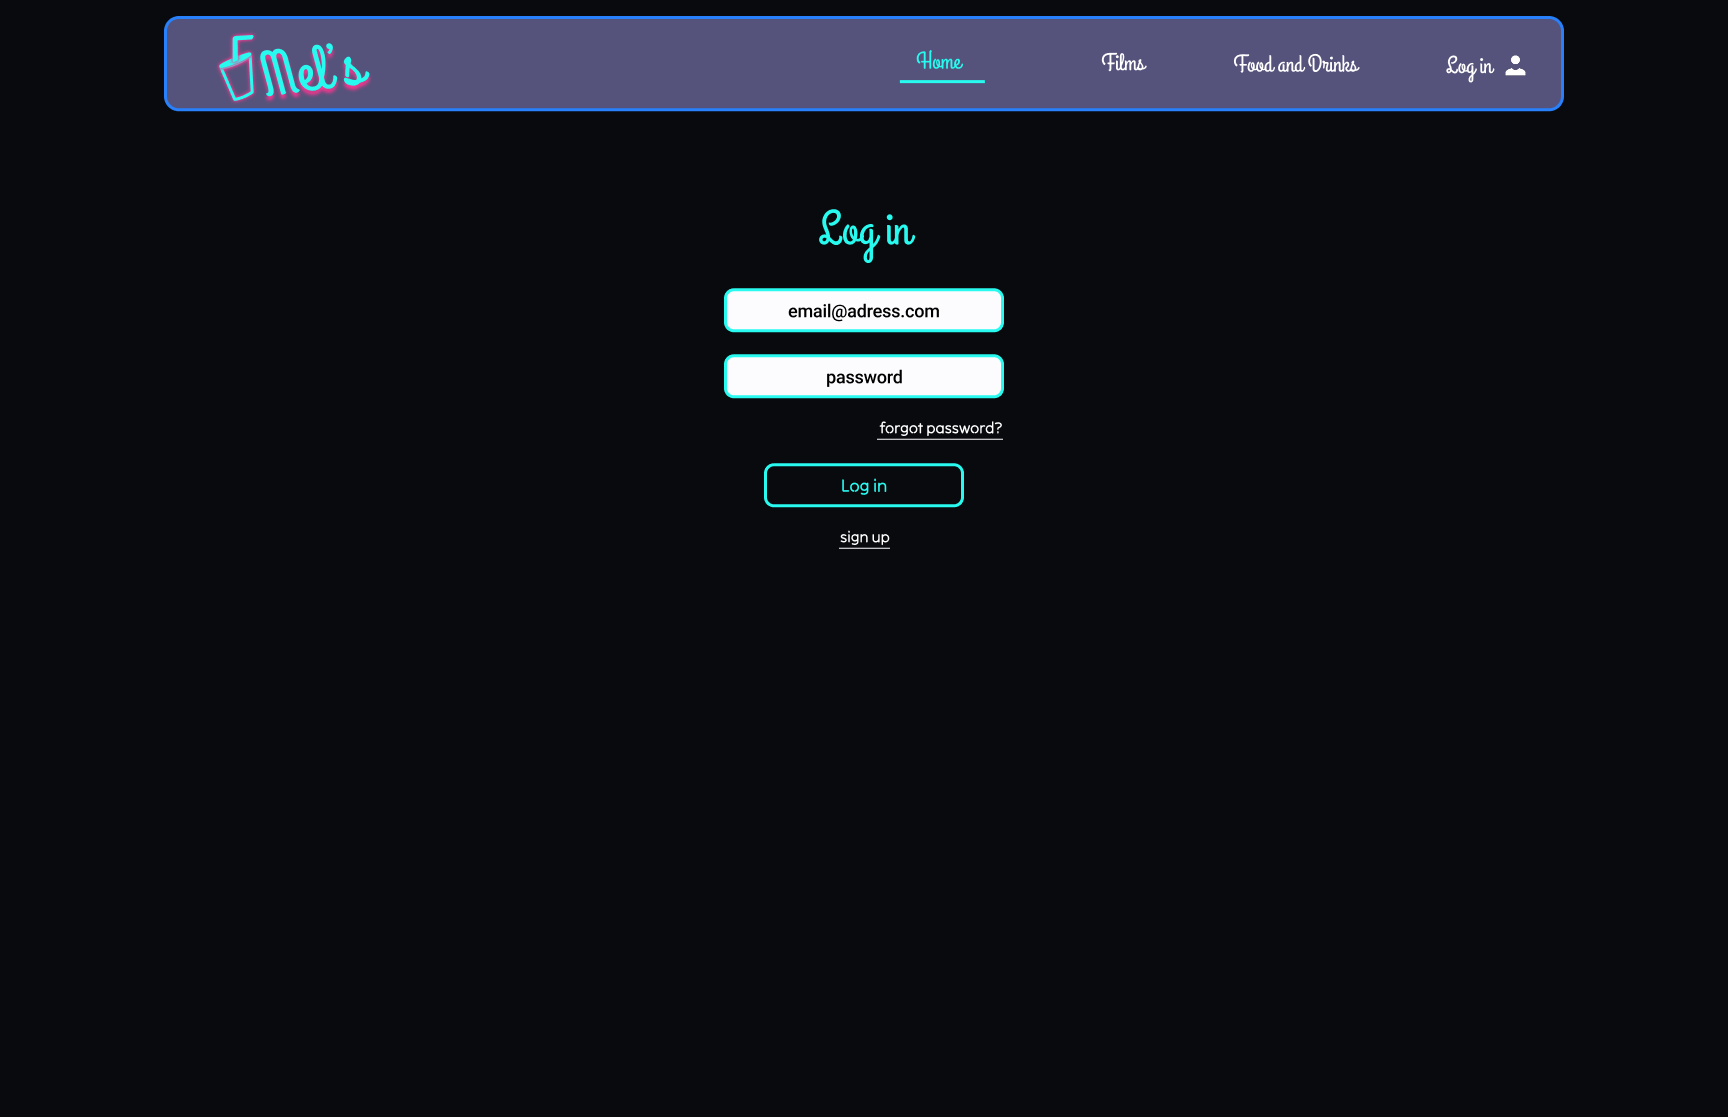 Mel's
Home
Films
Food and Drinks
Log in
Log in
email@adress.com
password
forgot password?
Log in
sign up